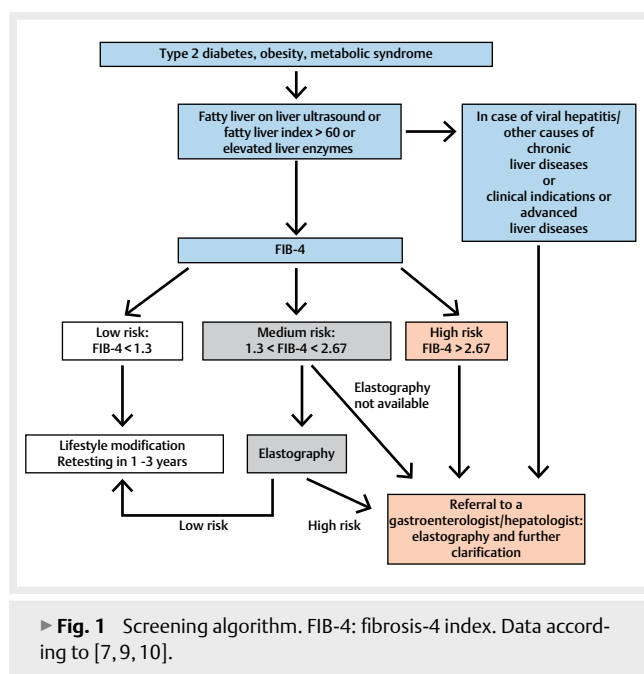 Type 2 diabetes, obesity, metabolic syndrome
Fatty liver on liver ultrasound or
fatty liver index > 60 or
elevated liver enzymes
In case of viral hepatitis/
other causes of
chronic
liver diseases
or
clinical indications or
advanced
liver diseases
FIB-4
Low risk:
FIB-4 < 1.3
Medium risk:
1.3 < FIB-4 < 2.67
High risk
FIB-4 > 2.67
Elastography
not available
Lifestyle modification
Retesting in 1 -3 years
Elastography
Low risk
High risk
Referral to a
gastroenterologist/hepatologist:
elastography and further
clarification
▶ Fig. 1 Screening algorithm. FIB-4: fibrosis-4 index. Data accord-
ing to [7, 9, 10].